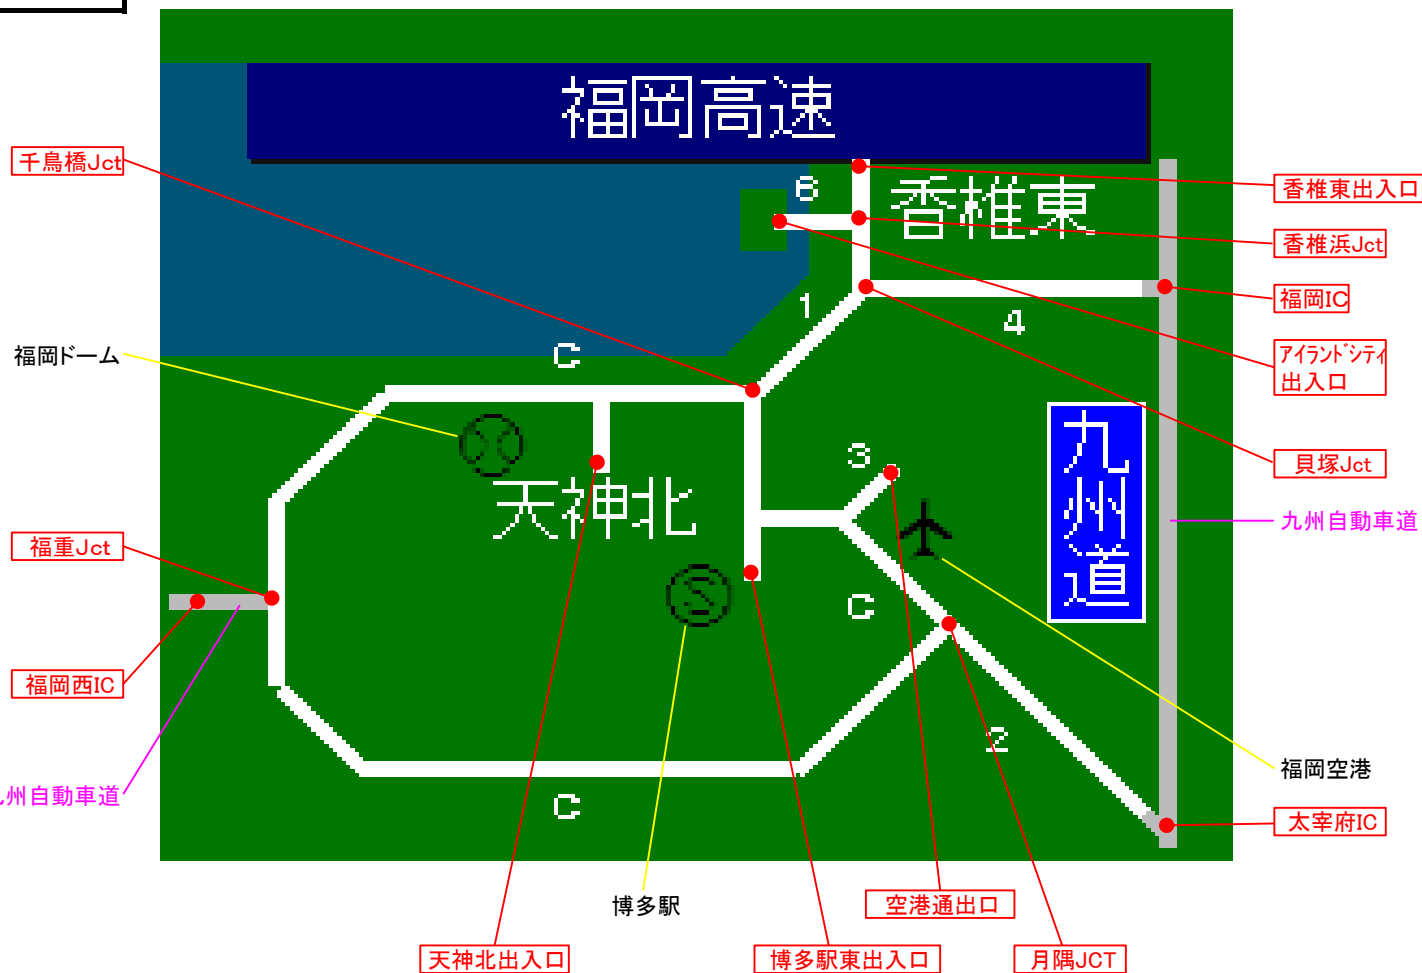 福岡高速
千鳥橋Jct
6
香椎東
香椎東出入口
香椎浜Jct
福岡IC
1
4
アイランドシティ
出入口
福岡ドーム
C
九州道
3
貝塚Jct
天神北
九州自動車道
福重Jct
C
福岡西IC
2
福岡空港
九州自動車道
C
太宰府IC
博多駅
空港通出口
天神北出入口
博多駅東出入口
月隅JCT